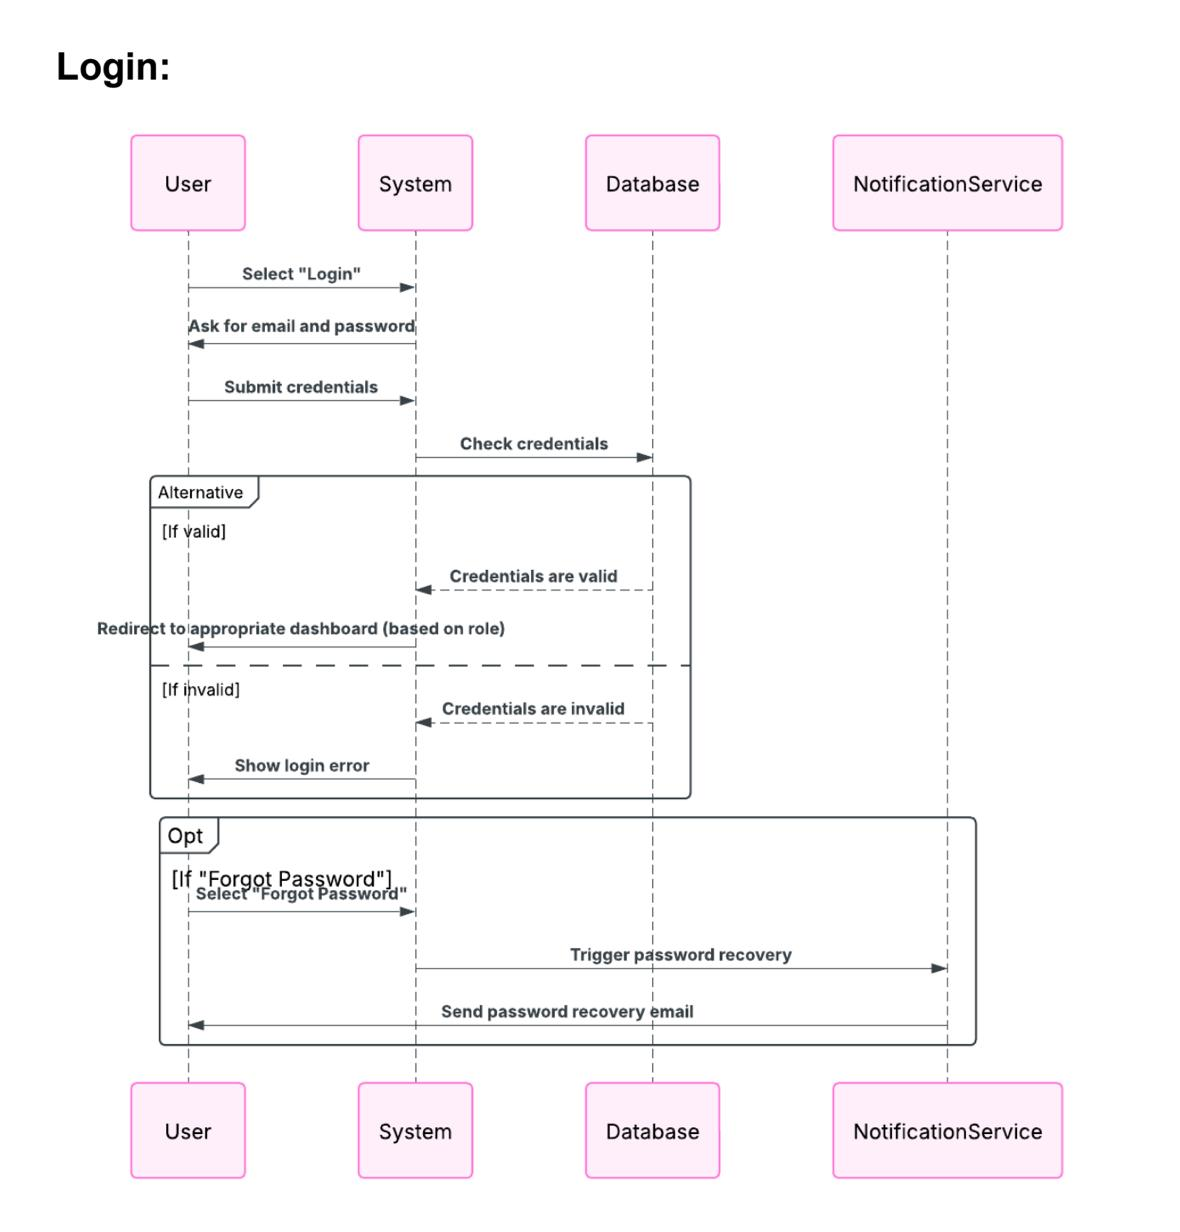 Login:
User
System
Database
NotificationService
Select "Login"
Ask for email and password
Submit credentials
Check credentials
Alternative
[If valid]
Credentials are valid
Redirect to appropriate dashboard (based on role)
[If invalid]
Credentials are invalid
Show login error
Opt
[If "Forgot Password"]
Select "Forgot Password"
Trigger password recovery
Send password recovery email
User
System
Database
NotificationService